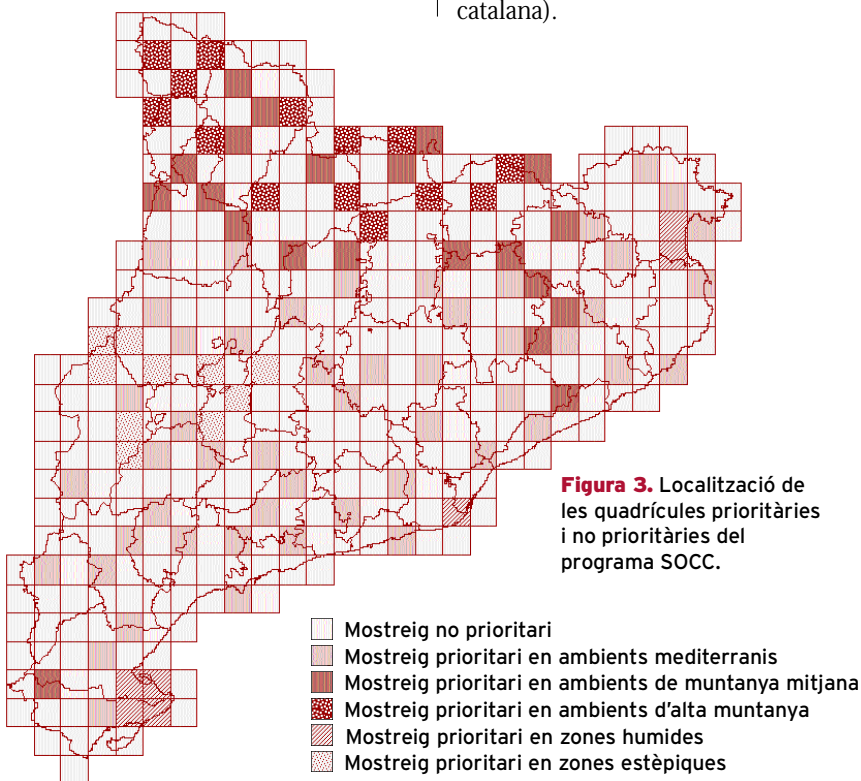 catalana).
Figura 3. Localització de
les quadrícules prioritàries
i no prioritàries del
programa SOCC.
Mostreig no prioritari
Mostreig prioritari en ambients mediterranis
Mostreig prioritari en ambients de muntanya mitjana
Mostreig prioritari en ambients d'alta muntanya
Mostreig prioritari en zones humides
Mostreig prioritari en zones estèpiques